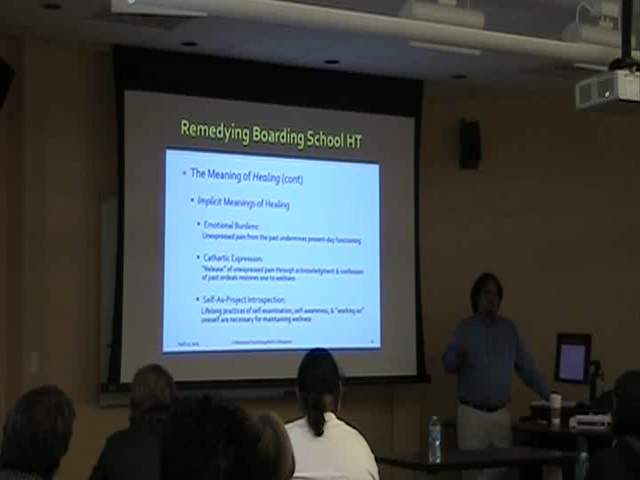 Remedying Boarding School HT
The Meaning of Healing (cont)
Implicit Meanings of Healing
Emotional Burdens:
Unexpressed pain from the past undermines present-day functioning
Cathartic Expression:
"Release" of unexpressed pain through acknowledgment & confession
of past ordeals restores one to wellness
Self-As-Project Introspection:
Lifelong practices of self-examination, self-awareness, & "working on"
oneself are necessary for maintaining wellness